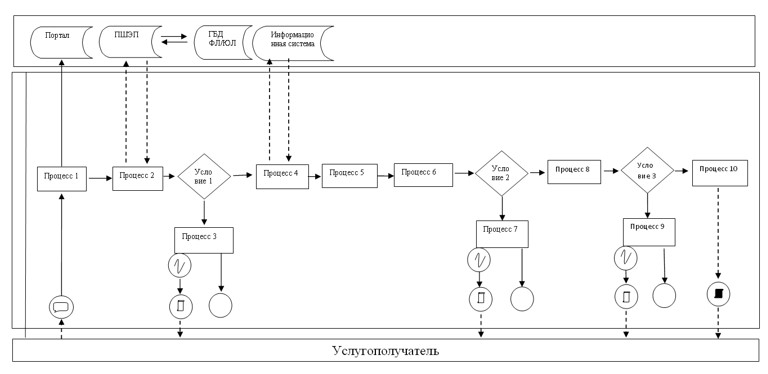 Портал
ПШЭП
ГБД
ФЛ/ЮЛ
Информацио
нная система
Процесс 1
Процесс 2
Усло
вие 1
Процесс 4
Процесс 5
Процесс 6
Усло
вие 2
Процесс 8
Усло
вие 3
Процесс 10
Процесс 3
Процесс 7
Процесс 9
Услугополучатель